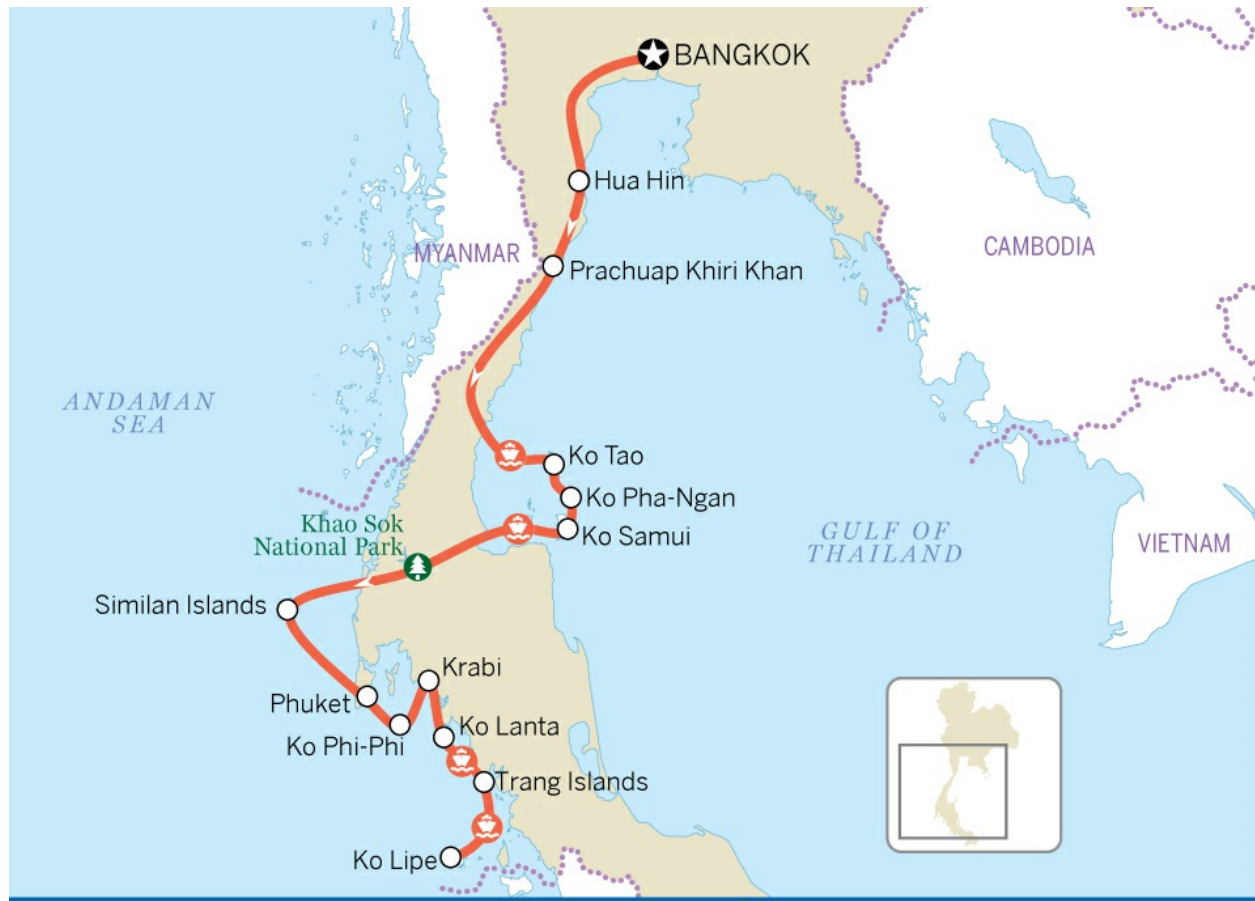 BANGKOK
Hua Hin
MYANMAR
CAMBODIA
Prachuap Khiri Khan
ANDAMAN
SEA
Ko Tao
Ko Pha-Ngan
Ko Samui
GULF OF
THAILAND
VIETNAM
Khao Sok
National Park
Similan Islands
Krabi
Phuket
Ko Phi-Phi
Ko Lanta
Trang Islands
Ko Lipe